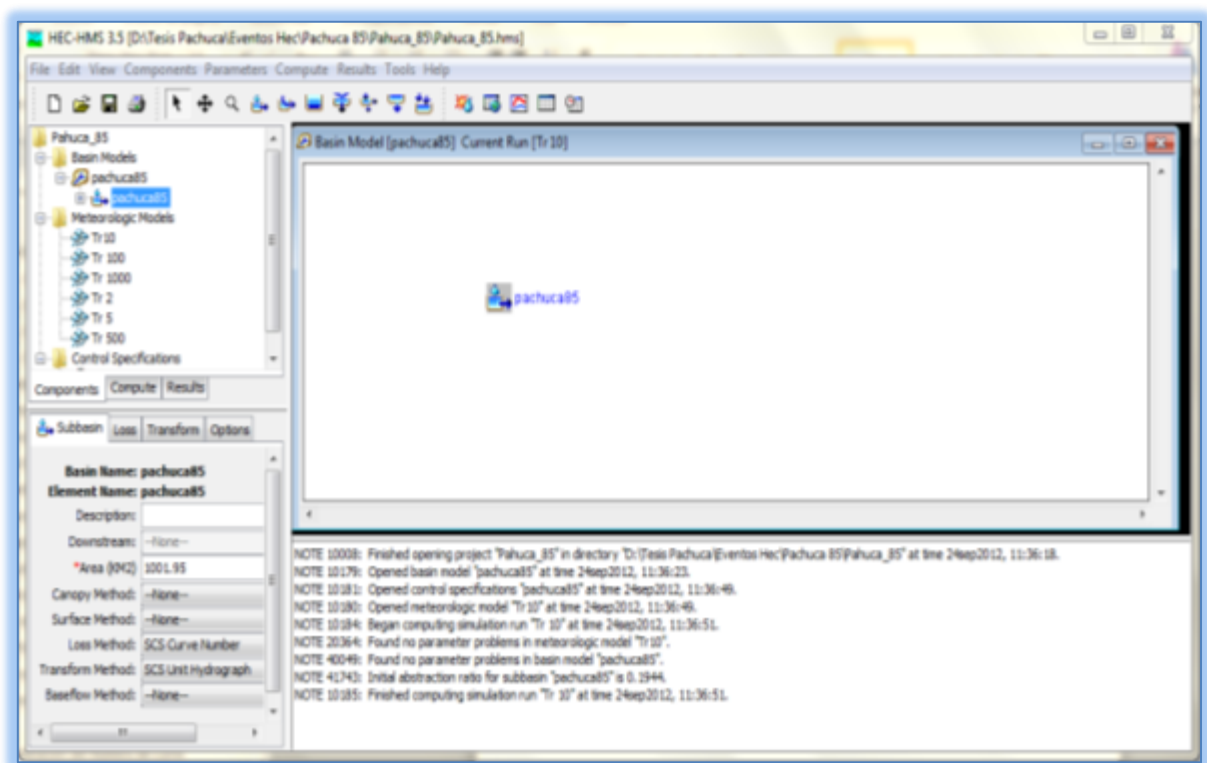 HEC-HMS 3.5 [D:\Tesis Pachuca\Eventos Hec\Pachuca 85\Pahuca_85\Pahuca_85.hms]
File Edit View Components Parameters Compute Results Tools Help
Pahuca_85
Basin Models
pachuca85
pachuca85
Meteorologic Models
Tr10
Tr 100
Tr 1000
Tr 2
Tr 5
Tr 500
Control Specifications
Components Compute Results
Basin Model [pachuca85] Current Run [Tr 10]
pachuca85
Subbasin Loss Transform Options
Basin Name: pachuca85
Element Name: pachuca85
Description:
Downstream: --None--
*Area (KM2) 1001.95
Canopy Method: --None--
Surface Method: --None--
Loss Method: SCS Curve Number
Transform Method: SCS Unit Hydrograph
Baseflow Method: --None--
NOTE 10008: Finished opening project "Pahuca_85" in directory "D:\Tesis Pachuca\Eventos Hec\Pachuca 85\Pahuca_85" at time 24sep2012, 11:36:18.
NOTE 10179: Opened basin model "pachuca85" at time 24sep2012, 11:36:23.
NOTE 10181: Opened control specifications "pachuca85" at time 24sep2012, 11:36:49.
NOTE 10180: Opened meteorologic model "Tr10" at time 24sep2012, 11:36:49.
NOTE 10184: Began computing simulation run "Tr 10" at time 24sep2012, 11:36:51.
NOTE 20364: Found no parameter problems in meteorologic model "Tr10".
NOTE 40049: Found no parameter problems in basin model "pachuca85".
NOTE 41743: Initial abstraction ratio for subbasin "pachuca85" is 0.1944.
NOTE 10185: Finished computing simulation run "Tr 10" at time 24sep2012, 11:36:51.